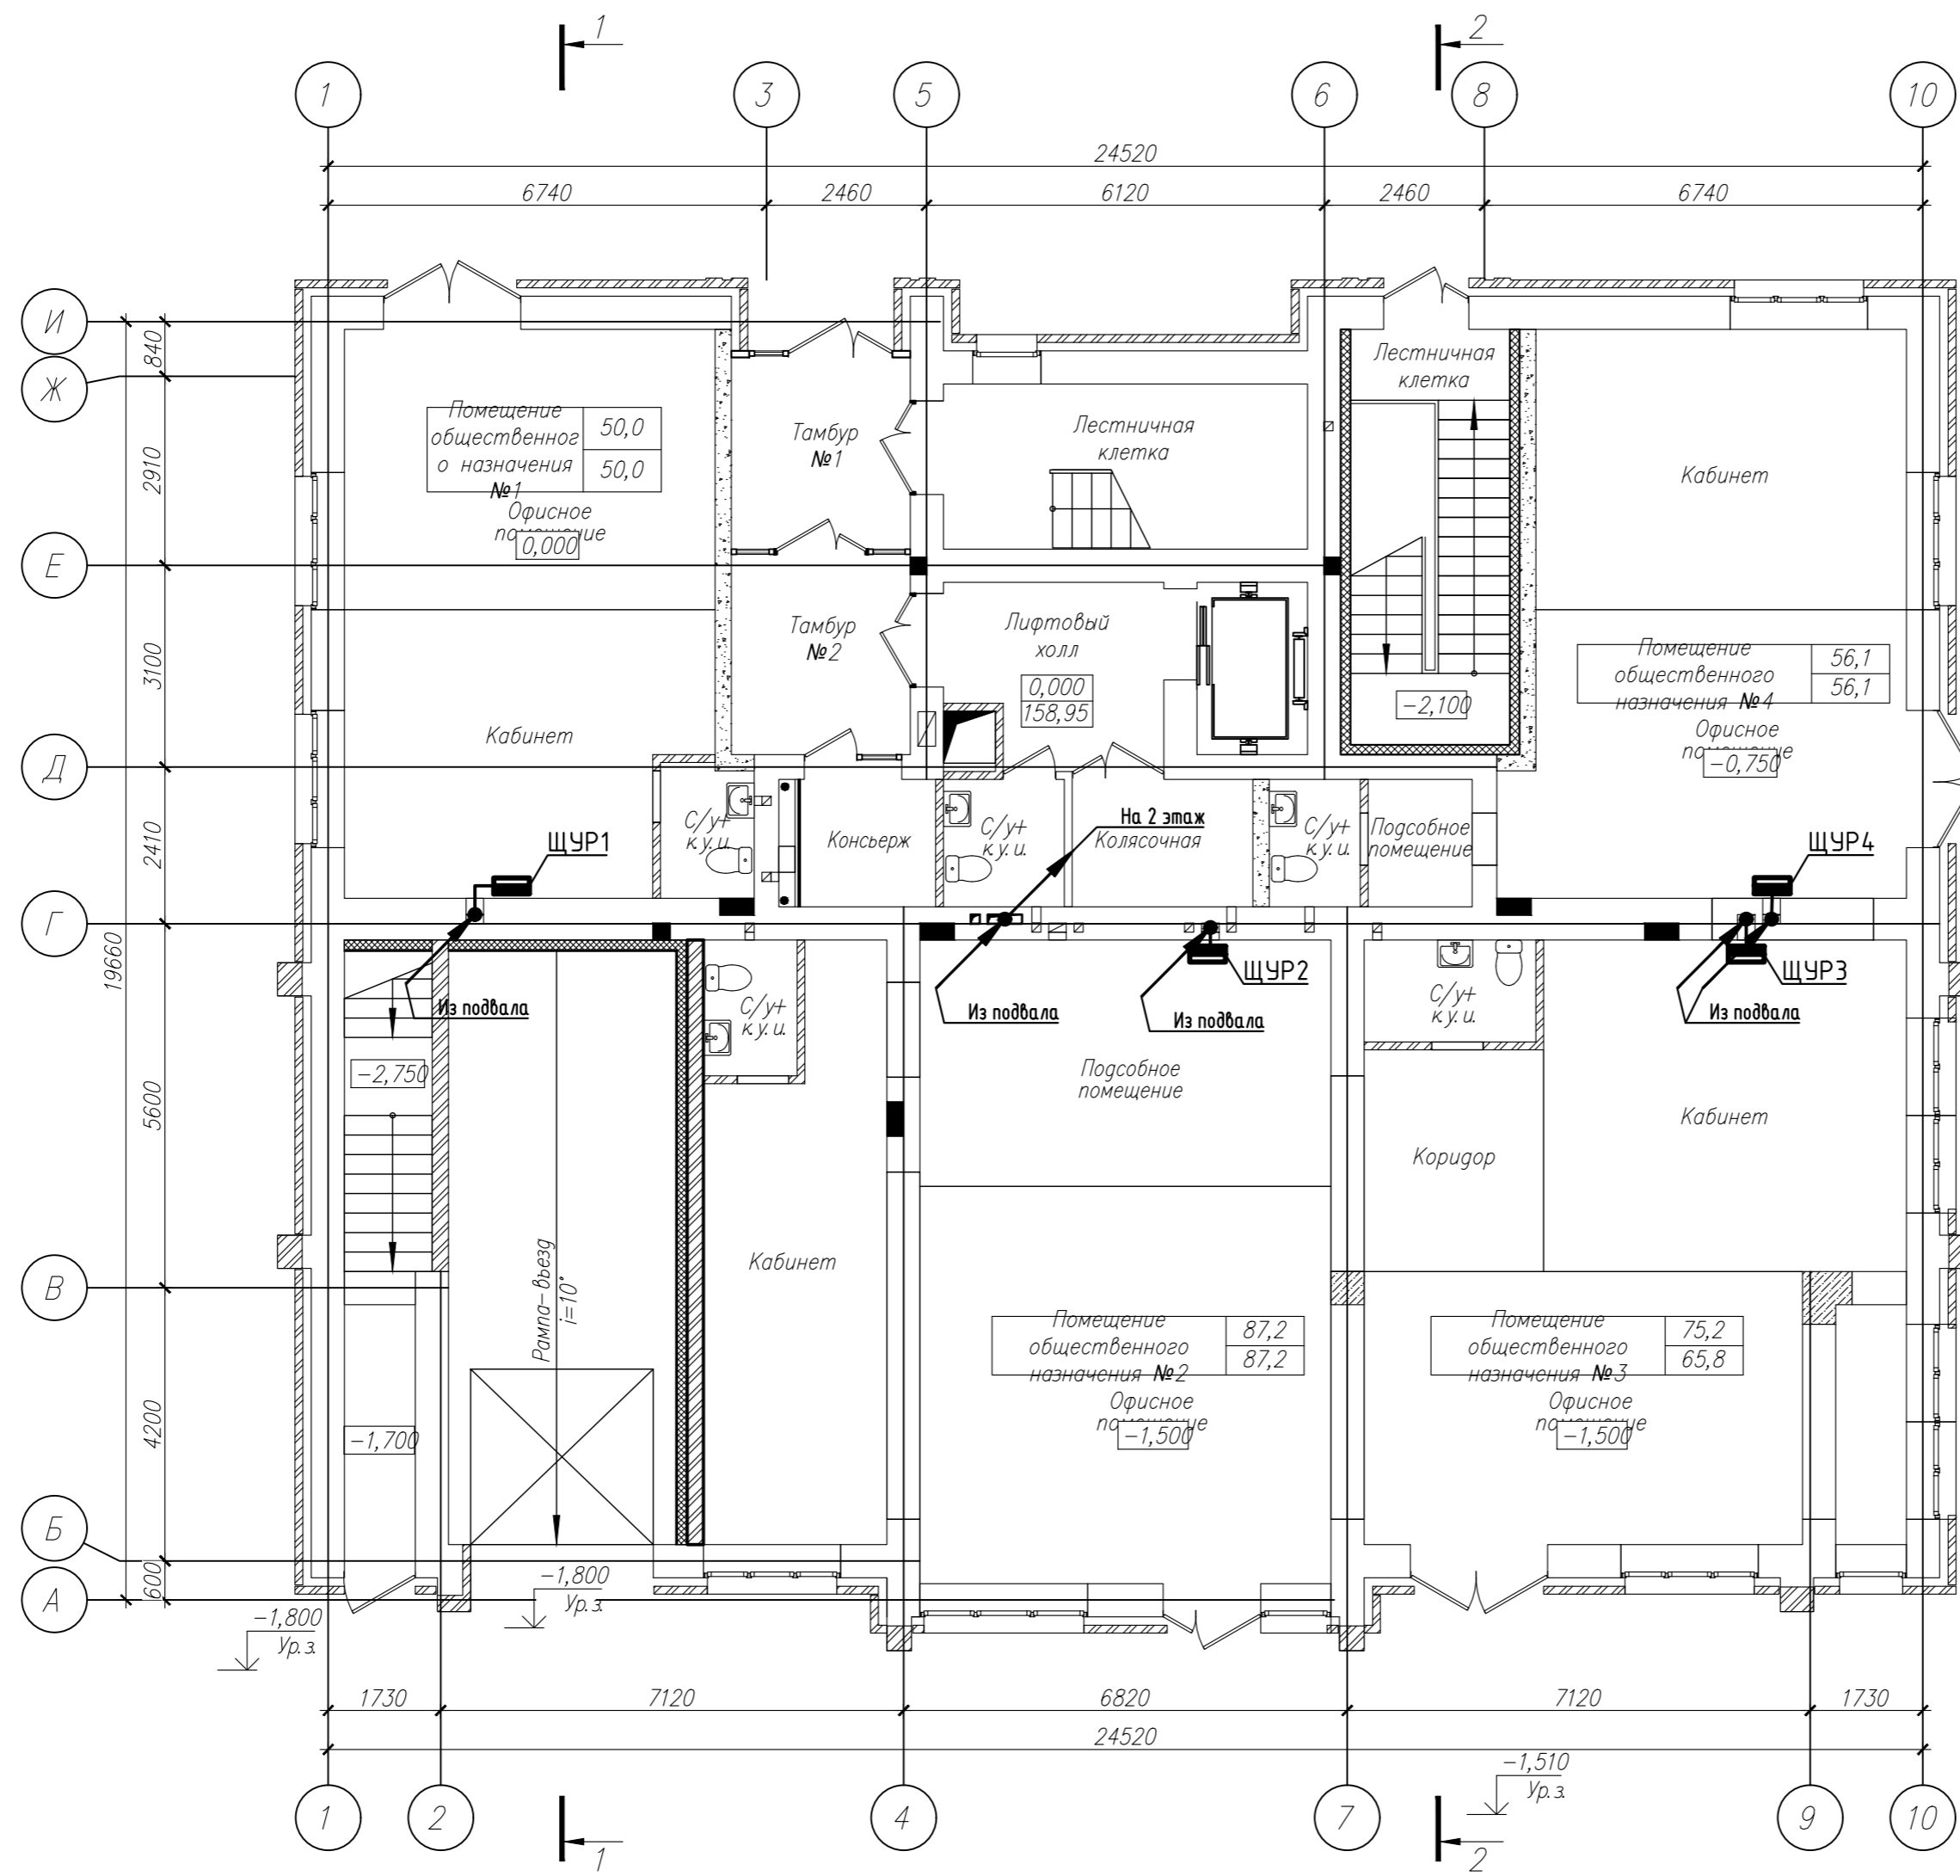 1
2
1
3
5
6
8
10
24520
6740
2460
6120
2460
6740
И
Ж
Е
Д
Г
В
Б
А
840
2910
3100
2410
5600
4200
600
19660
Помещение
общественног
о назначения
№1
50,0
50,0
Офисное
помещение
0,000
Тамбур
№1
Лестничная
клетка
Лестничная
клетка
Кабинет
Тамбур
№2
Лифтовый
холл
0,000
158,95
-2,100
Помещение
общественного
назначения №4
56,1
56,1
Офисное
помещение
-0,750
Кабинет
С/у+
к.у.и.
Консьерж
С/у+
к.у.и.
На 2 этаж
Колясочная
С/у+
к.у.и.
Подсобное
помещение
ЩУР1
ЩУР4
ЩУР2
ЩУР3
Из подвала
Из подвала
Из подвала
Из подвала
С/у+
к.у.и.
С/у+
к.у.и.
-2,750
Подсобное
помещение
Кабинет
Коридор
Рампа-вьезд
i=10°
Кабинет
Помещение
общественного
назначения №2
87,2
87,2
Офисное
помещение
-1,500
Помещение
общественного
назначения №3
75,2
65,8
Офисное
помещение
-1,500
-1,700
-1,800
Ур.з.
-1,800
Ур.з.
1730
7120
6820
7120
1730
24520
-1,510
Ур.з.
1
2
4
7
9
10
1
2